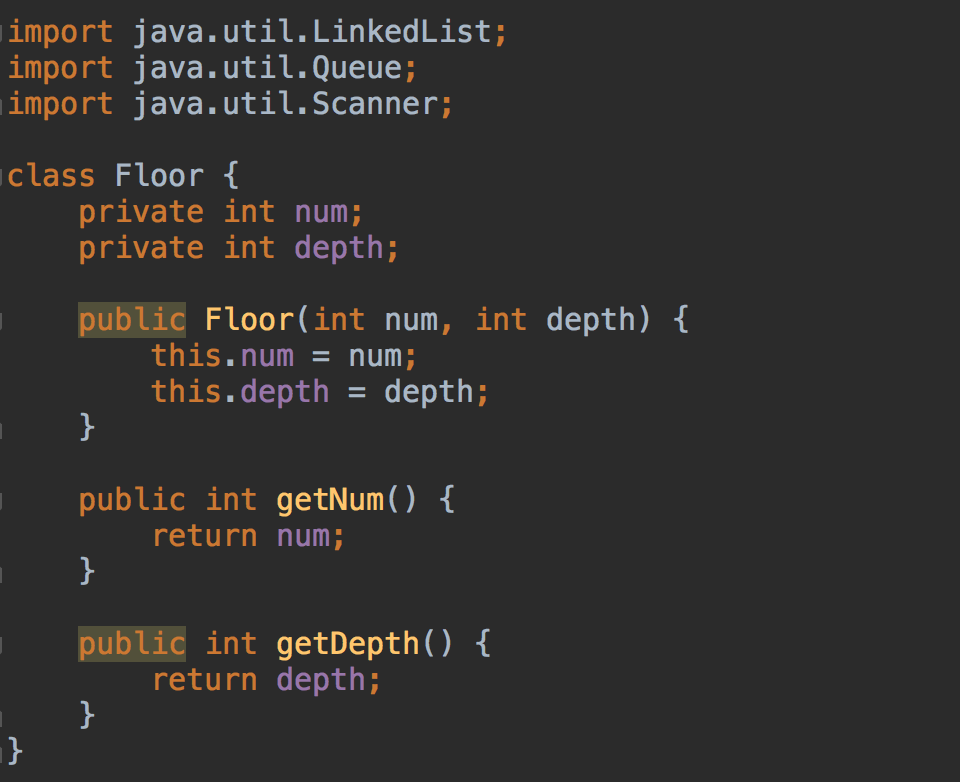 import java.util.LinkedList;
import java.util.Queue;
import java.util.Scanner;

class Floor {
    private int num;
    private int depth;

    public Floor(int num, int depth) {
        this.num = num;
        this.depth = depth;
    }

    public int getNum() {
        return num;
    }

    public int getDepth() {
        return depth;
    }
}